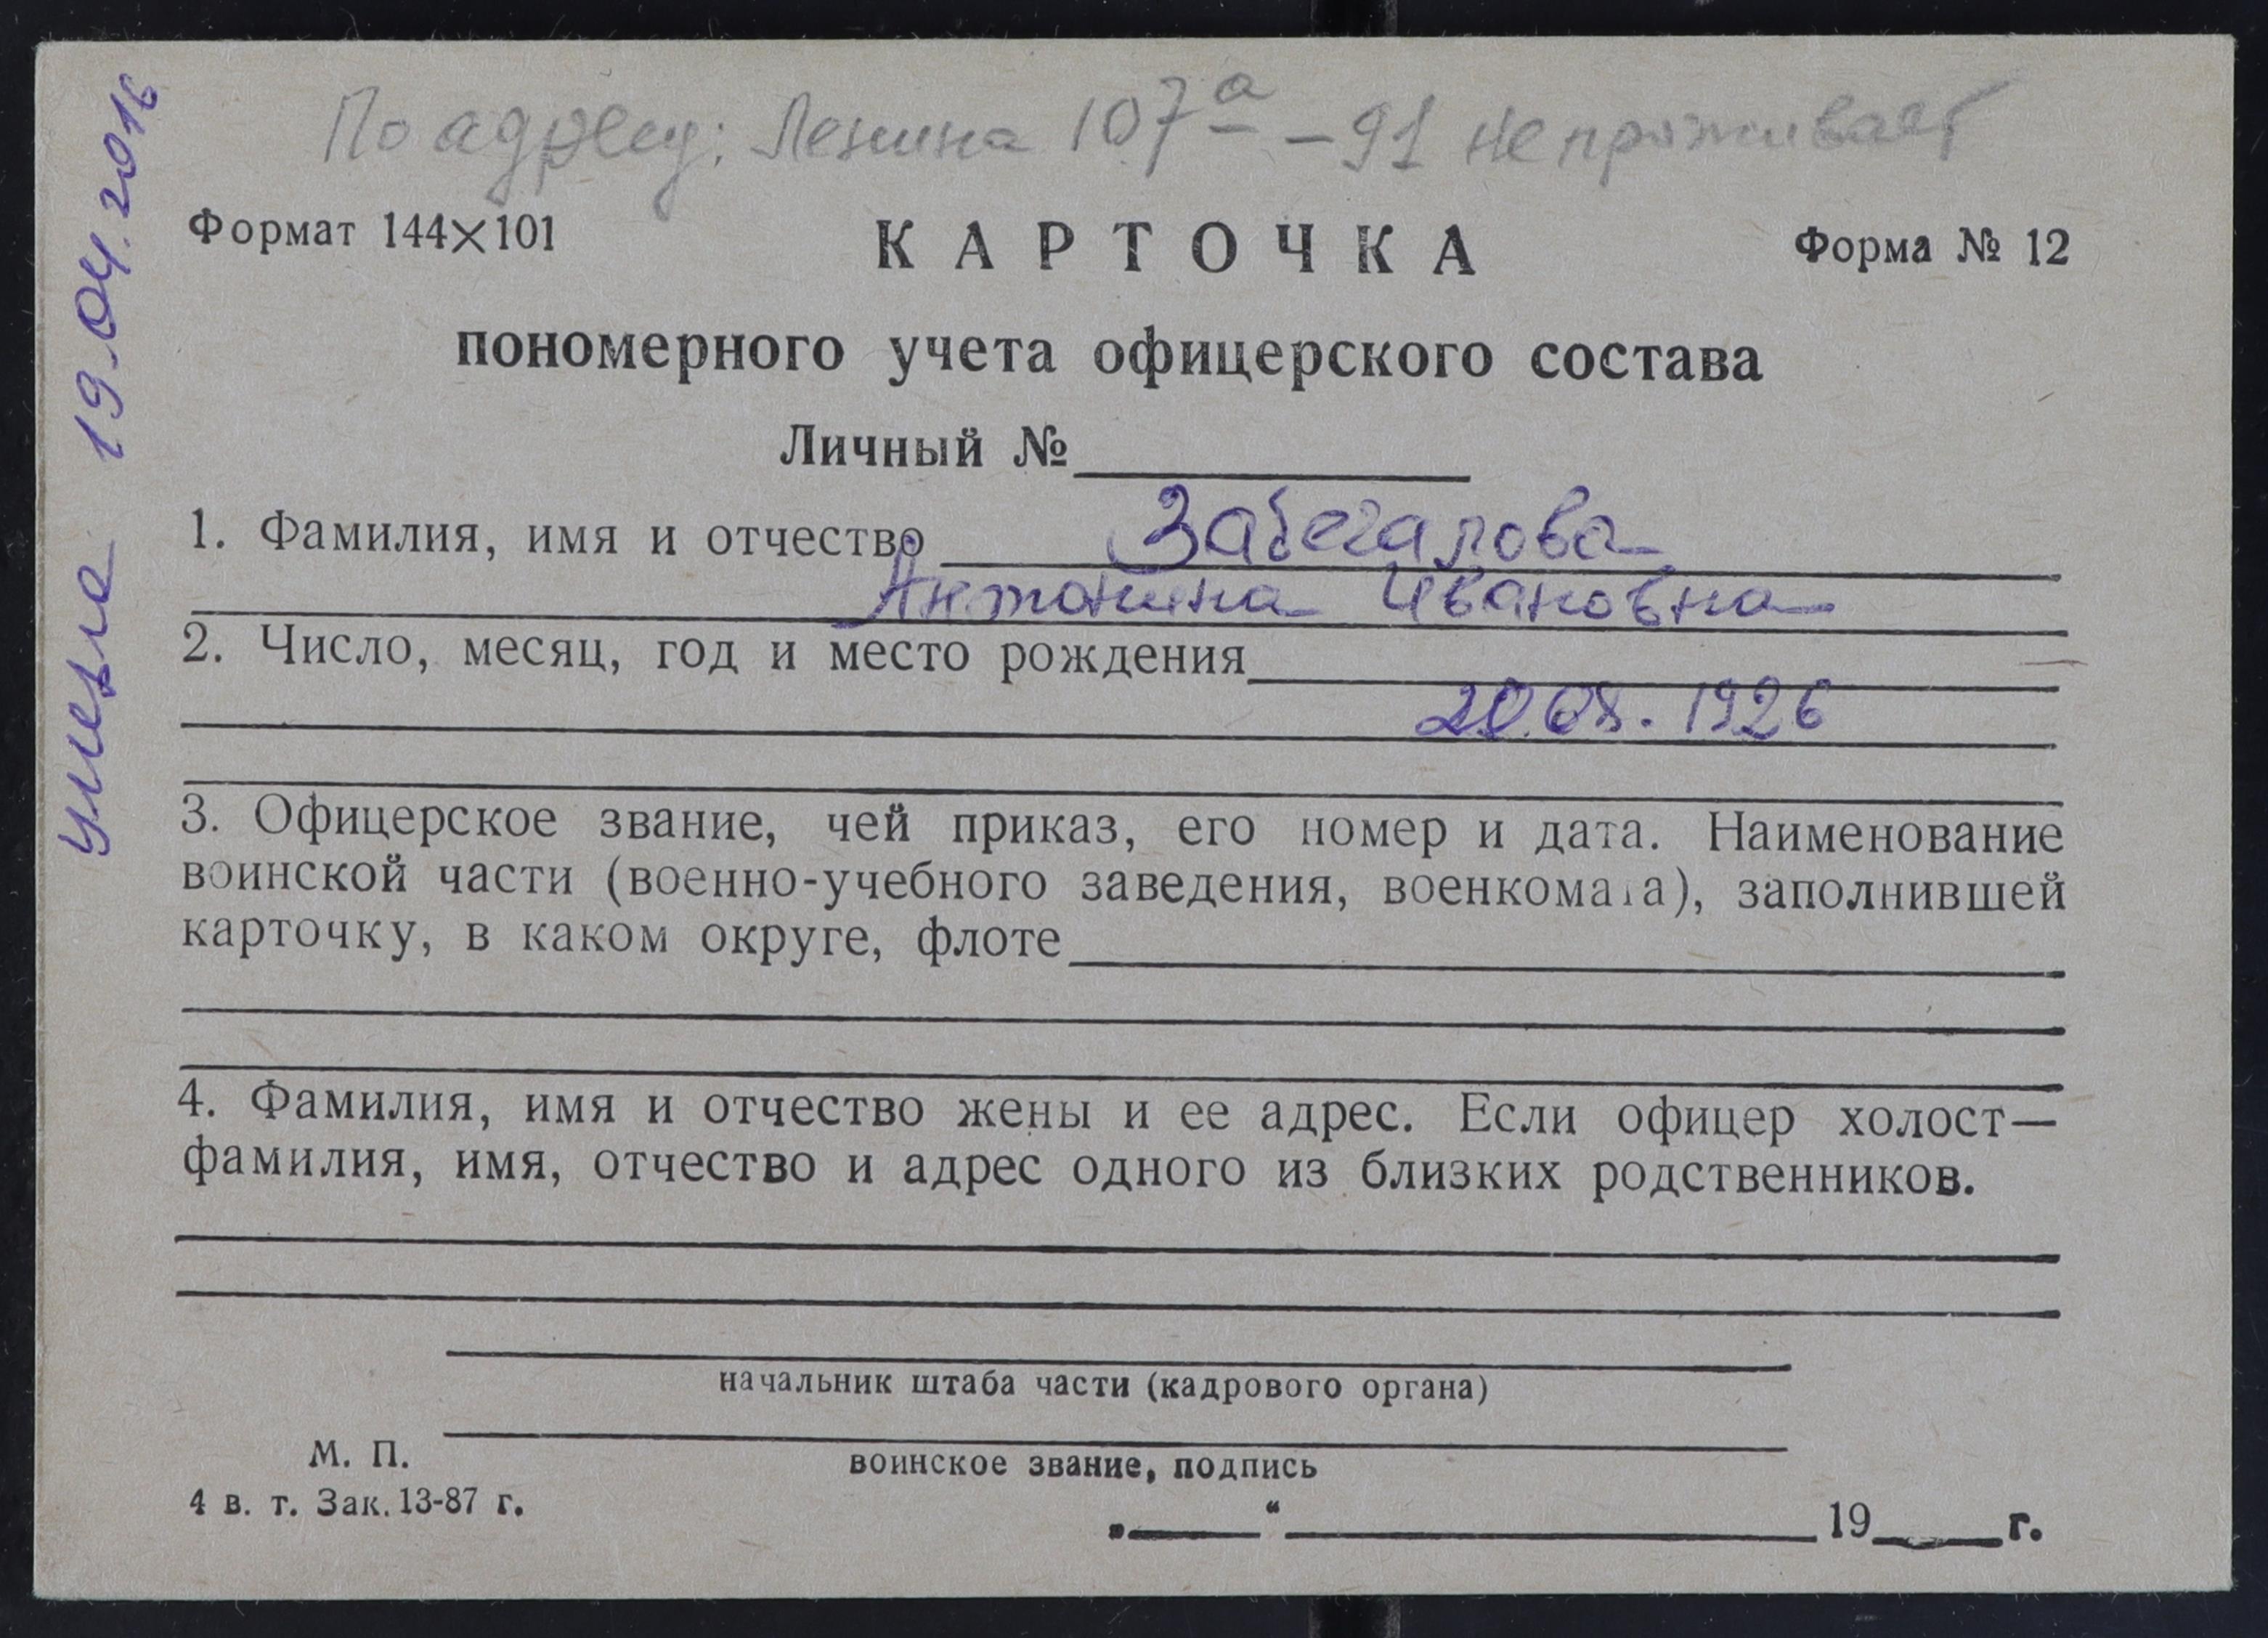 По адресу: Ленина 107а - 91 не проживает
умерла 19.04.2016
Формат 144×101
КАРТОЧКА
Форма № 12
пономерного учета офицерского состава
Личный №
1. Фамилия, имя и отчество Забегалова
Антонина Ивановна
2. Число, месяц, год и место рождения
20.08.1926
3. Офицерское звание, чей приказ, его номер и дата. Наименование
воинской части (военно-учебного заведения, военкомата), заполнившей
карточку, в каком округе, флоте
4. Фамилия, имя и отчество жены и ее адрес. Если офицер холост—
фамилия, имя, отчество и адрес одного из близких родственников.
начальник штаба части (кадрового органа)
М. П.
воинское звание, подпись
4 в. т. Зак. 13-87 г.
„ “ 19 г.